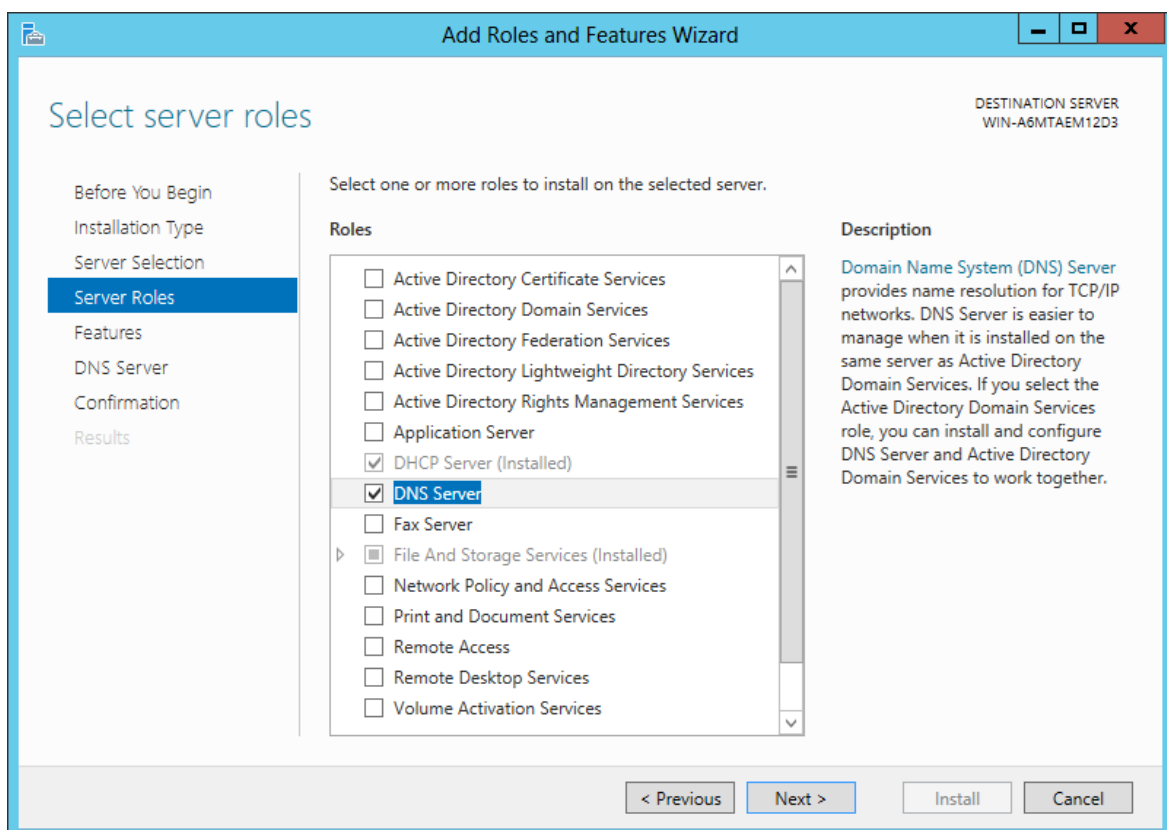 Add Roles and Features Wizard
Select server roles
DESTINATION SERVER
WIN-A6MTAEM12D3
Before You Begin
Installation Type
Server Selection
Server Roles
Features
DNS Server
Confirmation
Results
Select one or more roles to install on the selected server.
Roles
Active Directory Certificate Services
Active Directory Domain Services
Active Directory Federation Services
Active Directory Lightweight Directory Services
Active Directory Rights Management Services
Application Server
DHCP Server (Installed)
DNS Server
Fax Server
File And Storage Services (Installed)
Network Policy and Access Services
Print and Document Services
Remote Access
Remote Desktop Services
Volume Activation Services
Description
Domain Name System (DNS) Server
provides name resolution for TCP/IP
networks. DNS Server is easier to
manage when it is installed on the
same server as Active Directory
Domain Services. If you select the
Active Directory Domain Services
role, you can install and configure
DNS Server and Active Directory
Domain Services to work together.
< Previous
Next >
Install
Cancel